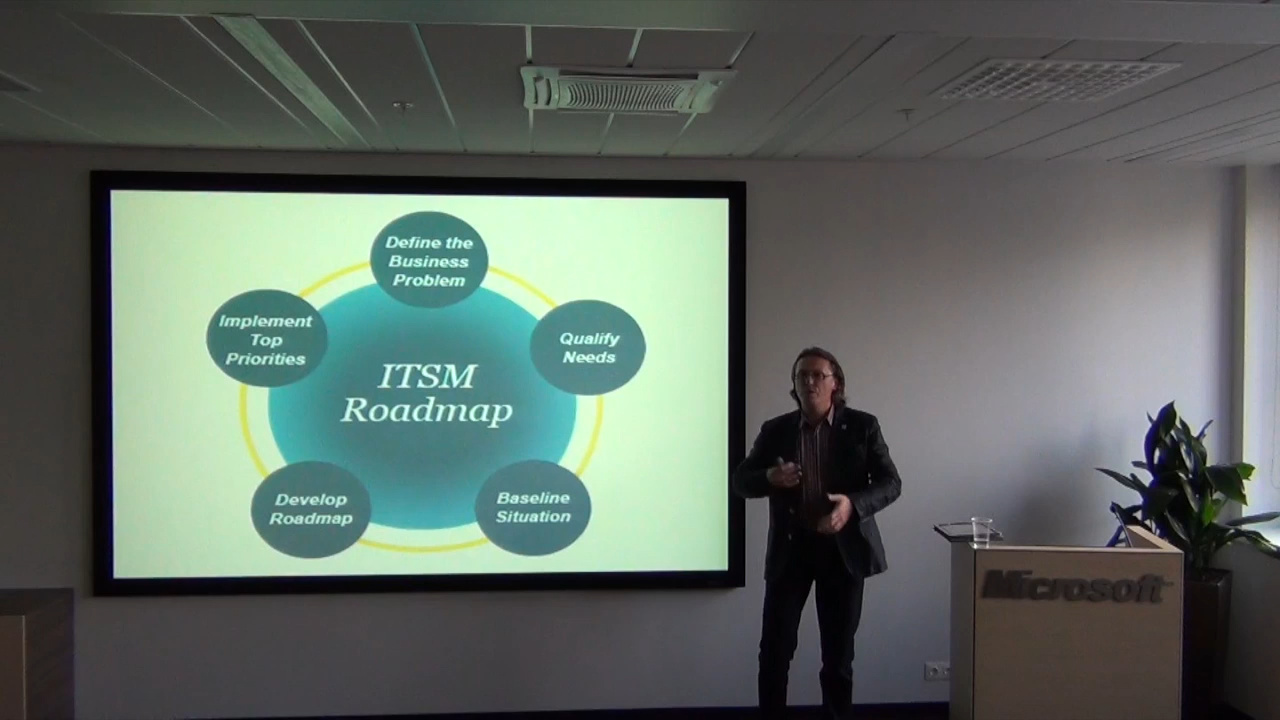 Define the
Business
Problem
Implement
Top
Priorities
Qualify
Needs
ITSM
Roadmap
Develop
Roadmap
Baseline
Situation
Microsoft